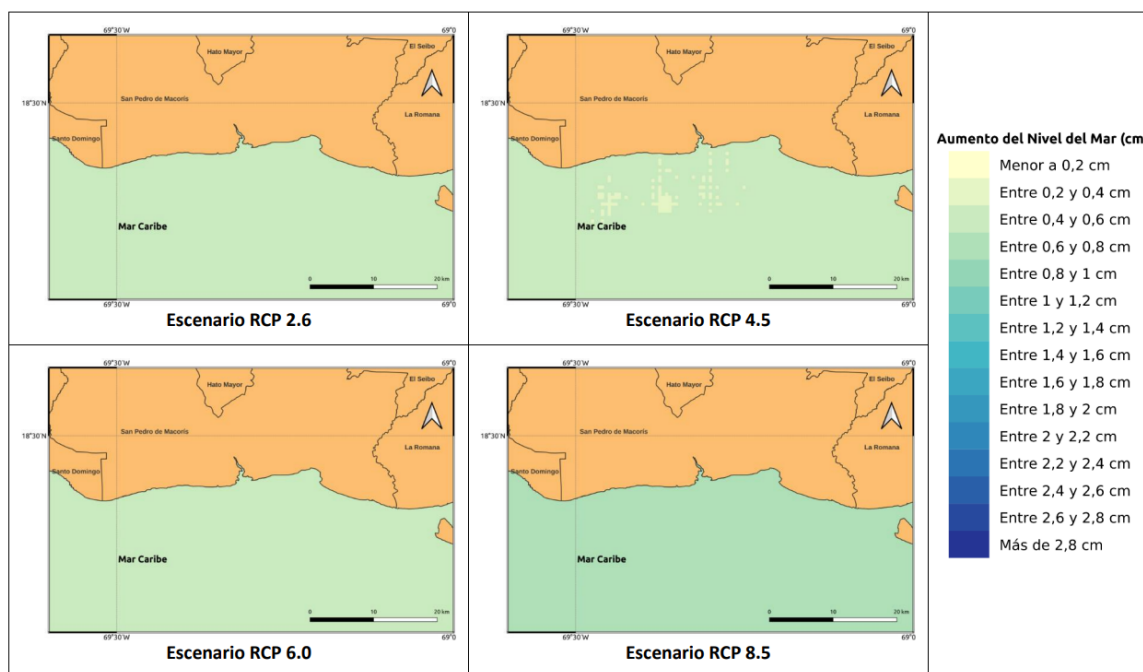 69°30'W
69°0
El Seibo
Hato Mayor
18°30'N
San Pedro de Macorís
La Romana
Santo Domingo
Mar Caribe
0 10 20 km
69°30'W
69°0
Escenario RCP 2.6
69°30'W
69°0
El Seibo
Hato Mayor
18°30'N
San Pedro de Macorís
La Romana
Santo Domingo
Mar Caribe
0 10 20 km
69°30'W
69°0
Escenario RCP 4.5
Aumento del Nivel del Mar (cm
Menor a 0,2 cm
Entre 0,2 y 0,4 cm
Entre 0,4 y 0,6 cm
Entre 0,6 y 0,8 cm
Entre 0,8 y 1 cm
Entre 1 y 1,2 cm
Entre 1,2 y 1,4 cm
Entre 1,4 y 1,6 cm
Entre 1,6 y 1,8 cm
Entre 1,8 y 2 cm
Entre 2 y 2,2 cm
Entre 2,2 y 2,4 cm
Entre 2,4 y 2,6 cm
Entre 2,6 y 2,8 cm
Más de 2,8 cm
69°30'W
69°0
El Seibo
Hato Mayor
18°30'N
San Pedro de Macorís
La Romana
Santo Domingo
Mar Caribe
0 10 20 km
69°30'W
69°0
Escenario RCP 6.0
69°30'W
69°0
El Seibo
Hato Mayor
18°30'N
San Pedro de Macorís
La Romana
Santo Domingo
Mar Caribe
0 10 20 km
69°30'W
69°0
Escenario RCP 8.5